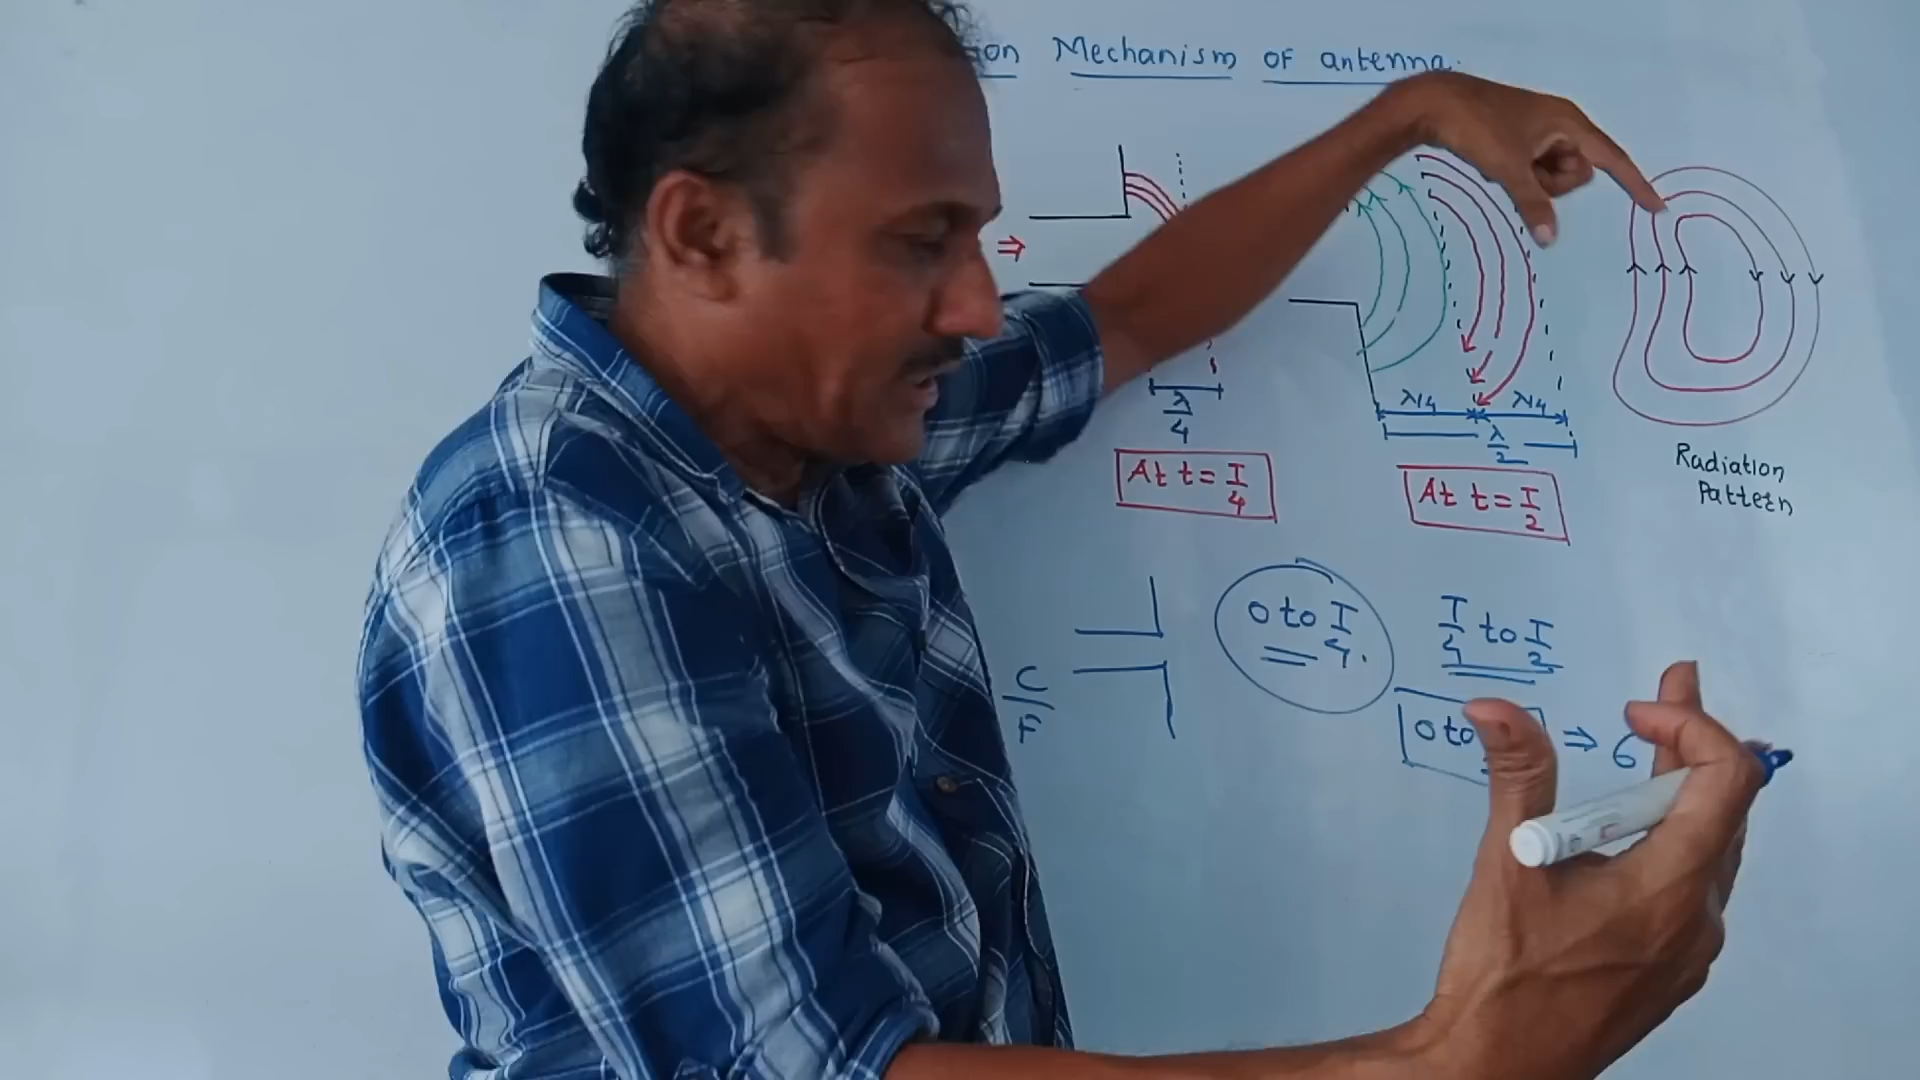 on Mechanism of antenna.
λ/4
λ/4 λ/4
λ/2
At t = T/4
At t = T/2
Radiation
Pattern
0 to T/4.
T/4 to T/2
C/F
0 to
⇒ 6